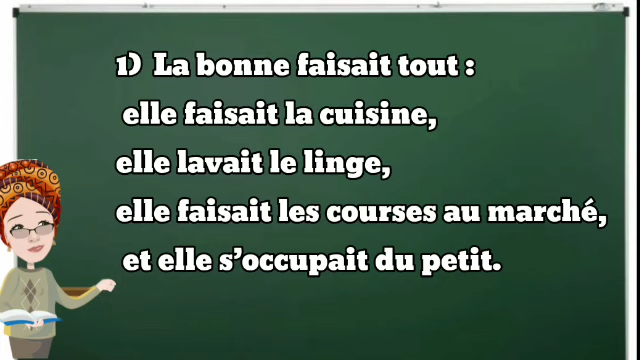 1) La bonne faisait tout :
elle faisait la cuisine,
elle lavait le linge,
elle faisait les courses au marché,
et elle s’occupait du petit.